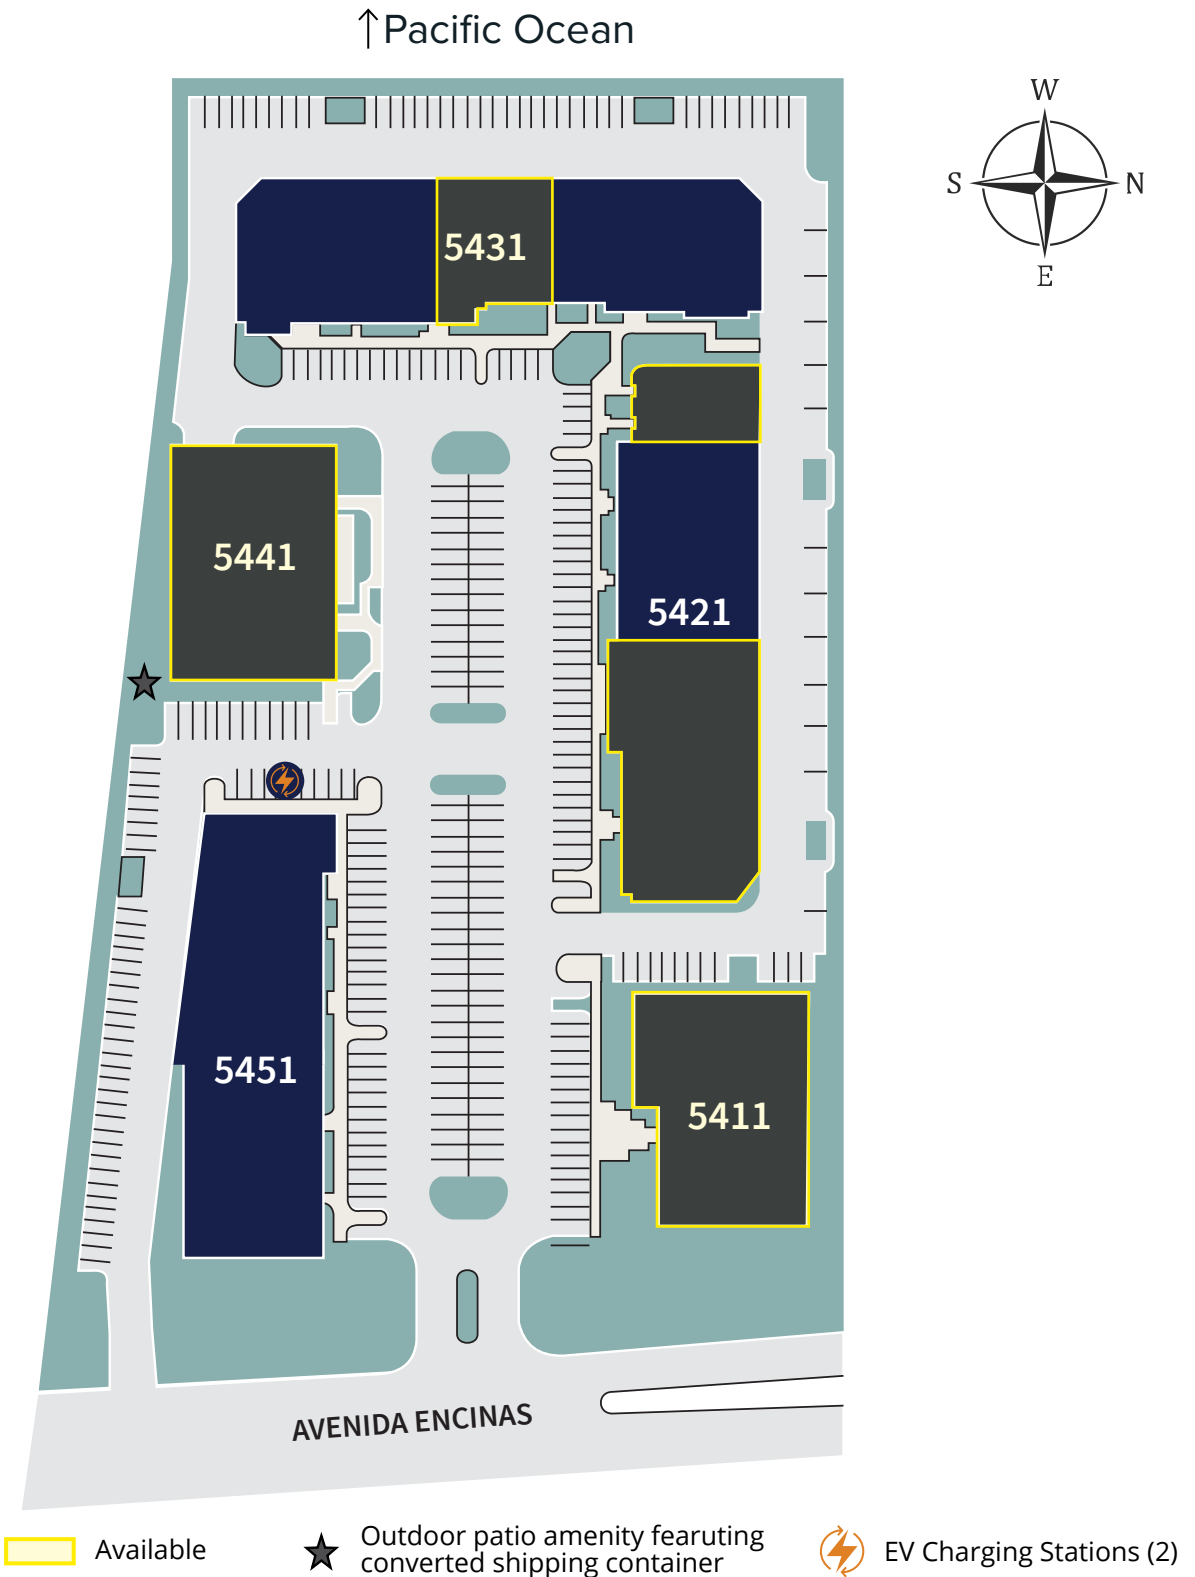 ↑Pacific Ocean
W
S
N
E
5431
5441
5421
5451
5411
AVENIDA ENCINAS
Available
Outdoor patio amenity fearuting
converted shipping container
EV Charging Stations (2)